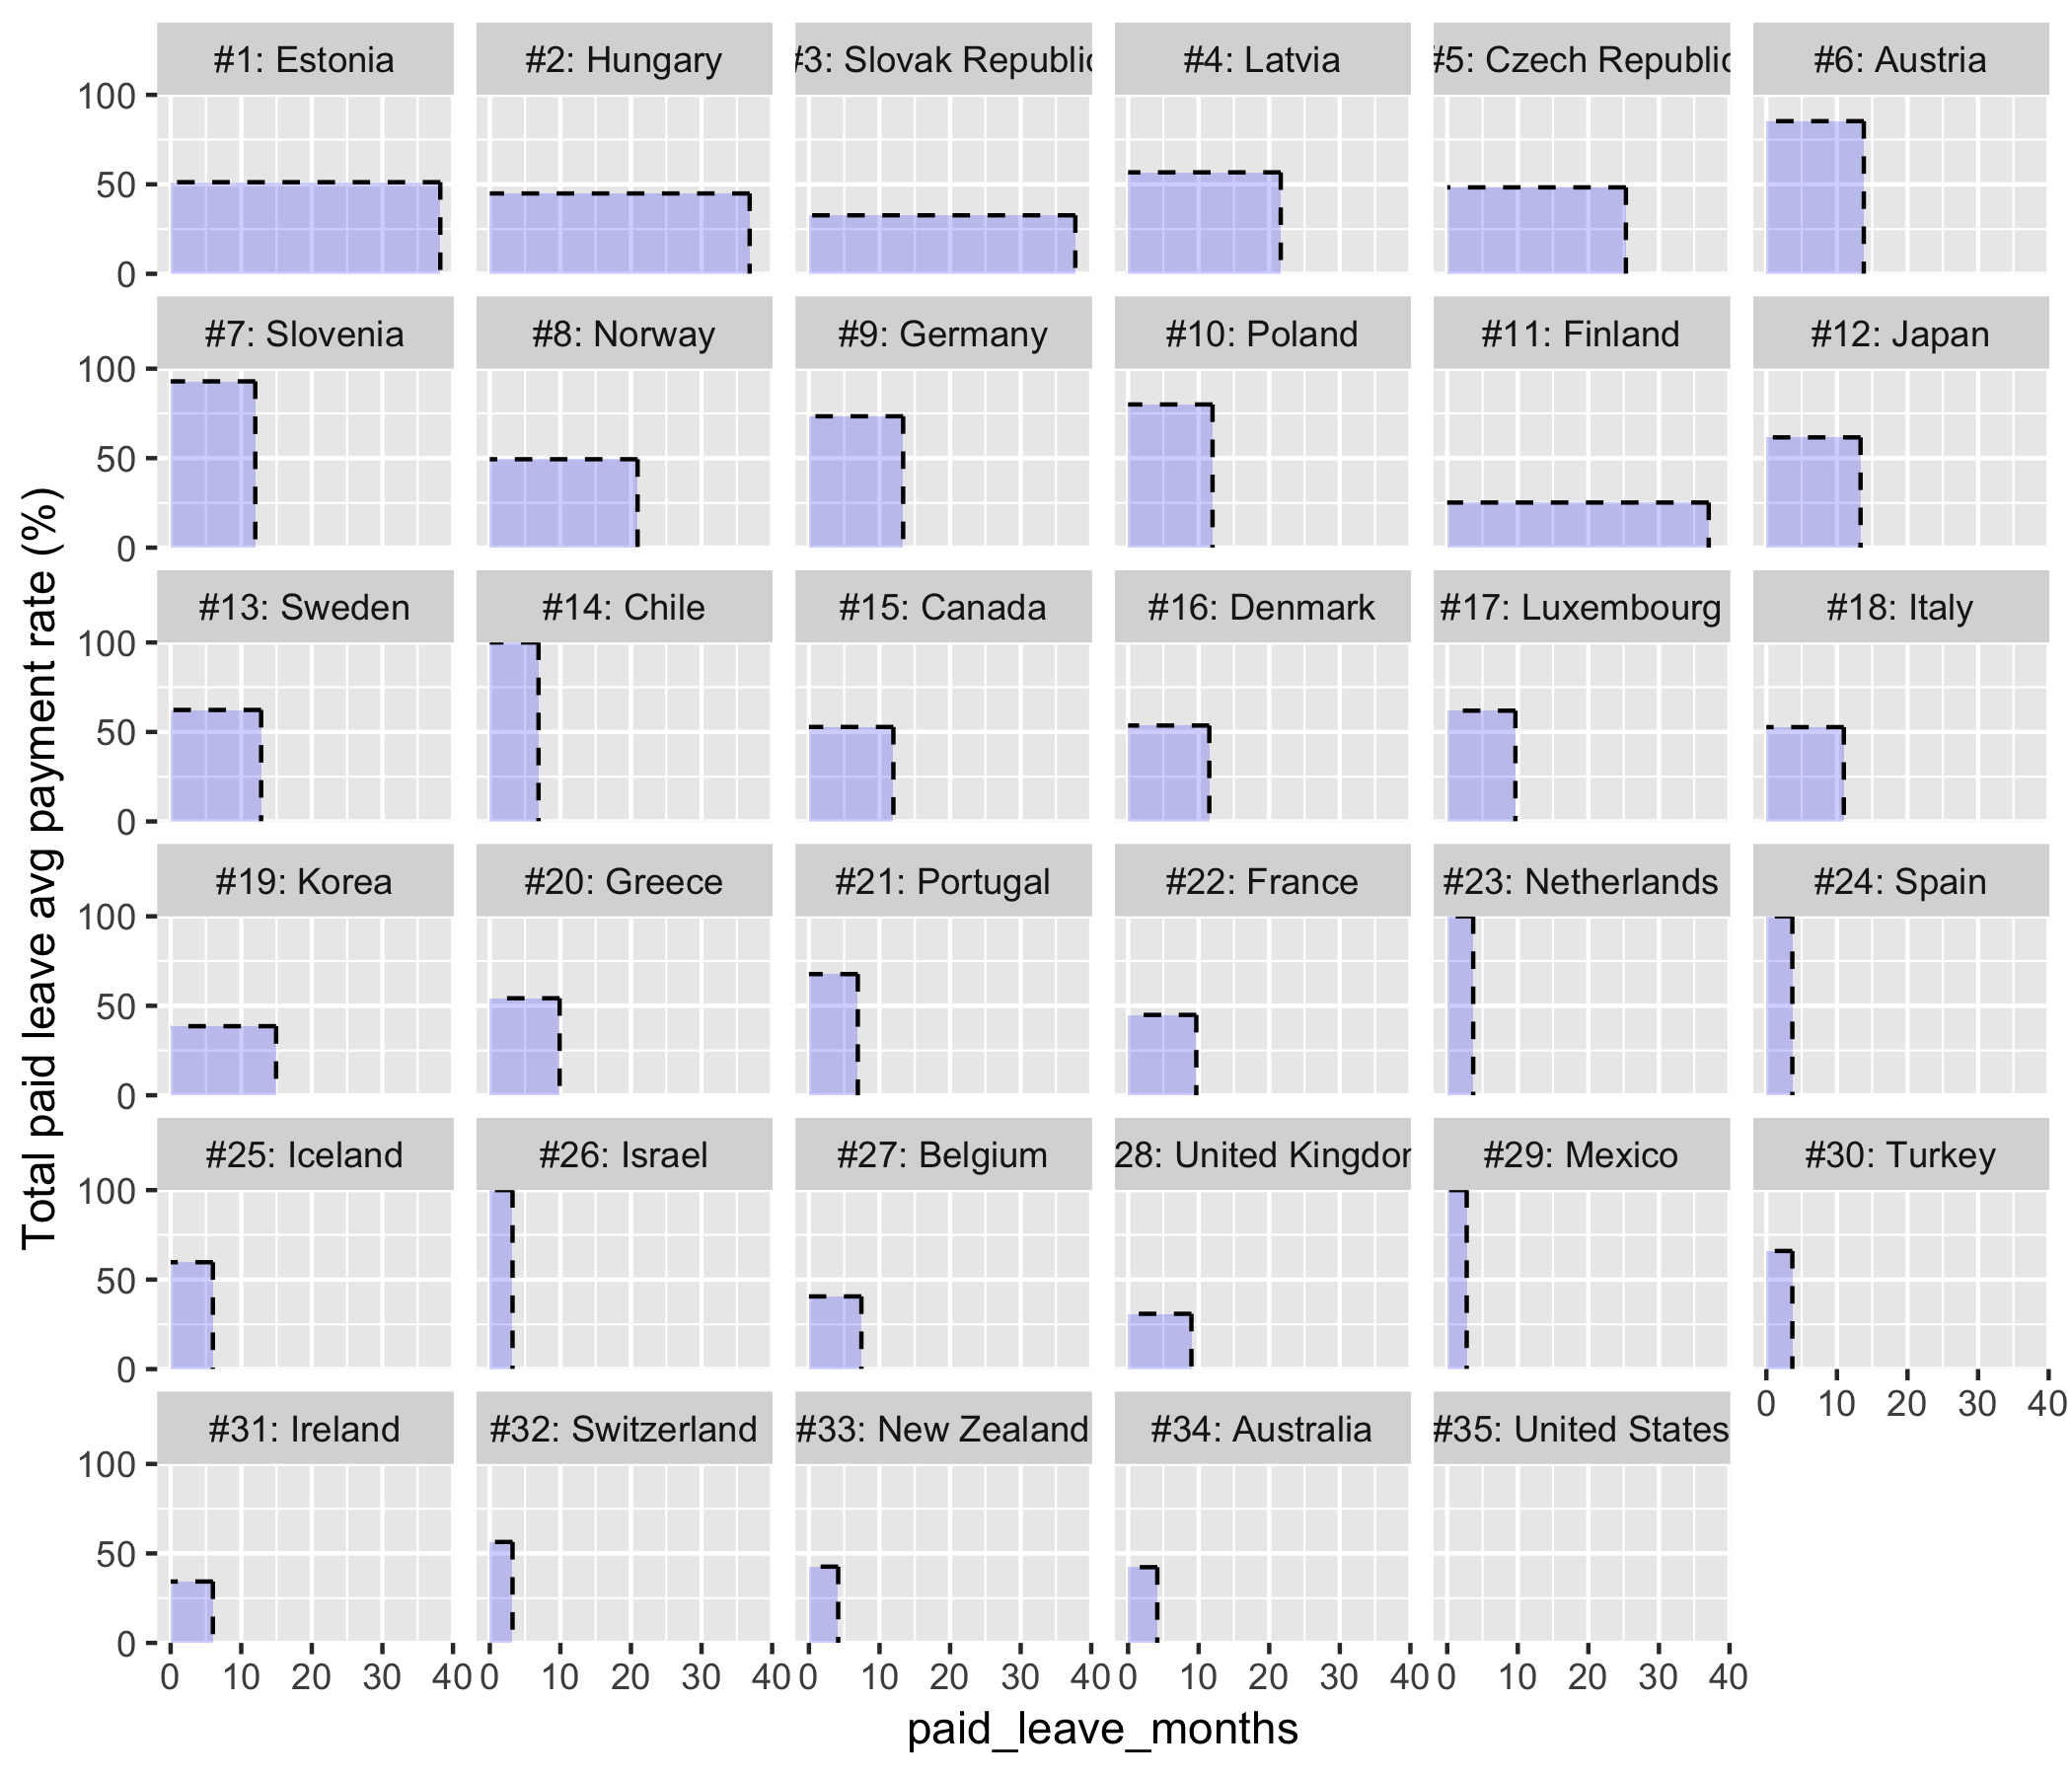 #1: Estonia
#2: Hungary
#3: Slovak Republic
#4: Latvia
#5: Czech Republic
#6: Austria
100
50
0
#7: Slovenia
#8: Norway
#9: Germany
#10: Poland
#11: Finland
#12: Japan
100
50
0
#13: Sweden
#14: Chile
#15: Canada
#16: Denmark
#17: Luxembourg
#18: Italy
100
50
0
#19: Korea
#20: Greece
#21: Portugal
#22: France
#23: Netherlands
#24: Spain
100
50
0
#25: Iceland
#26: Israel
#27: Belgium
28: United Kingdom
#29: Mexico
#30: Turkey
100
50
0
0 10 20 30 40
#31: Ireland
#32: Switzerland
#33: New Zealand
#34: Australia
#35: United States
100
50
0
0 10 20 30 40
0 10 20 30 40
0 10 20 30 40
0 10 20 30 40
0 10 20 30 40
paid_leave_months
Total paid leave avg payment rate (%)